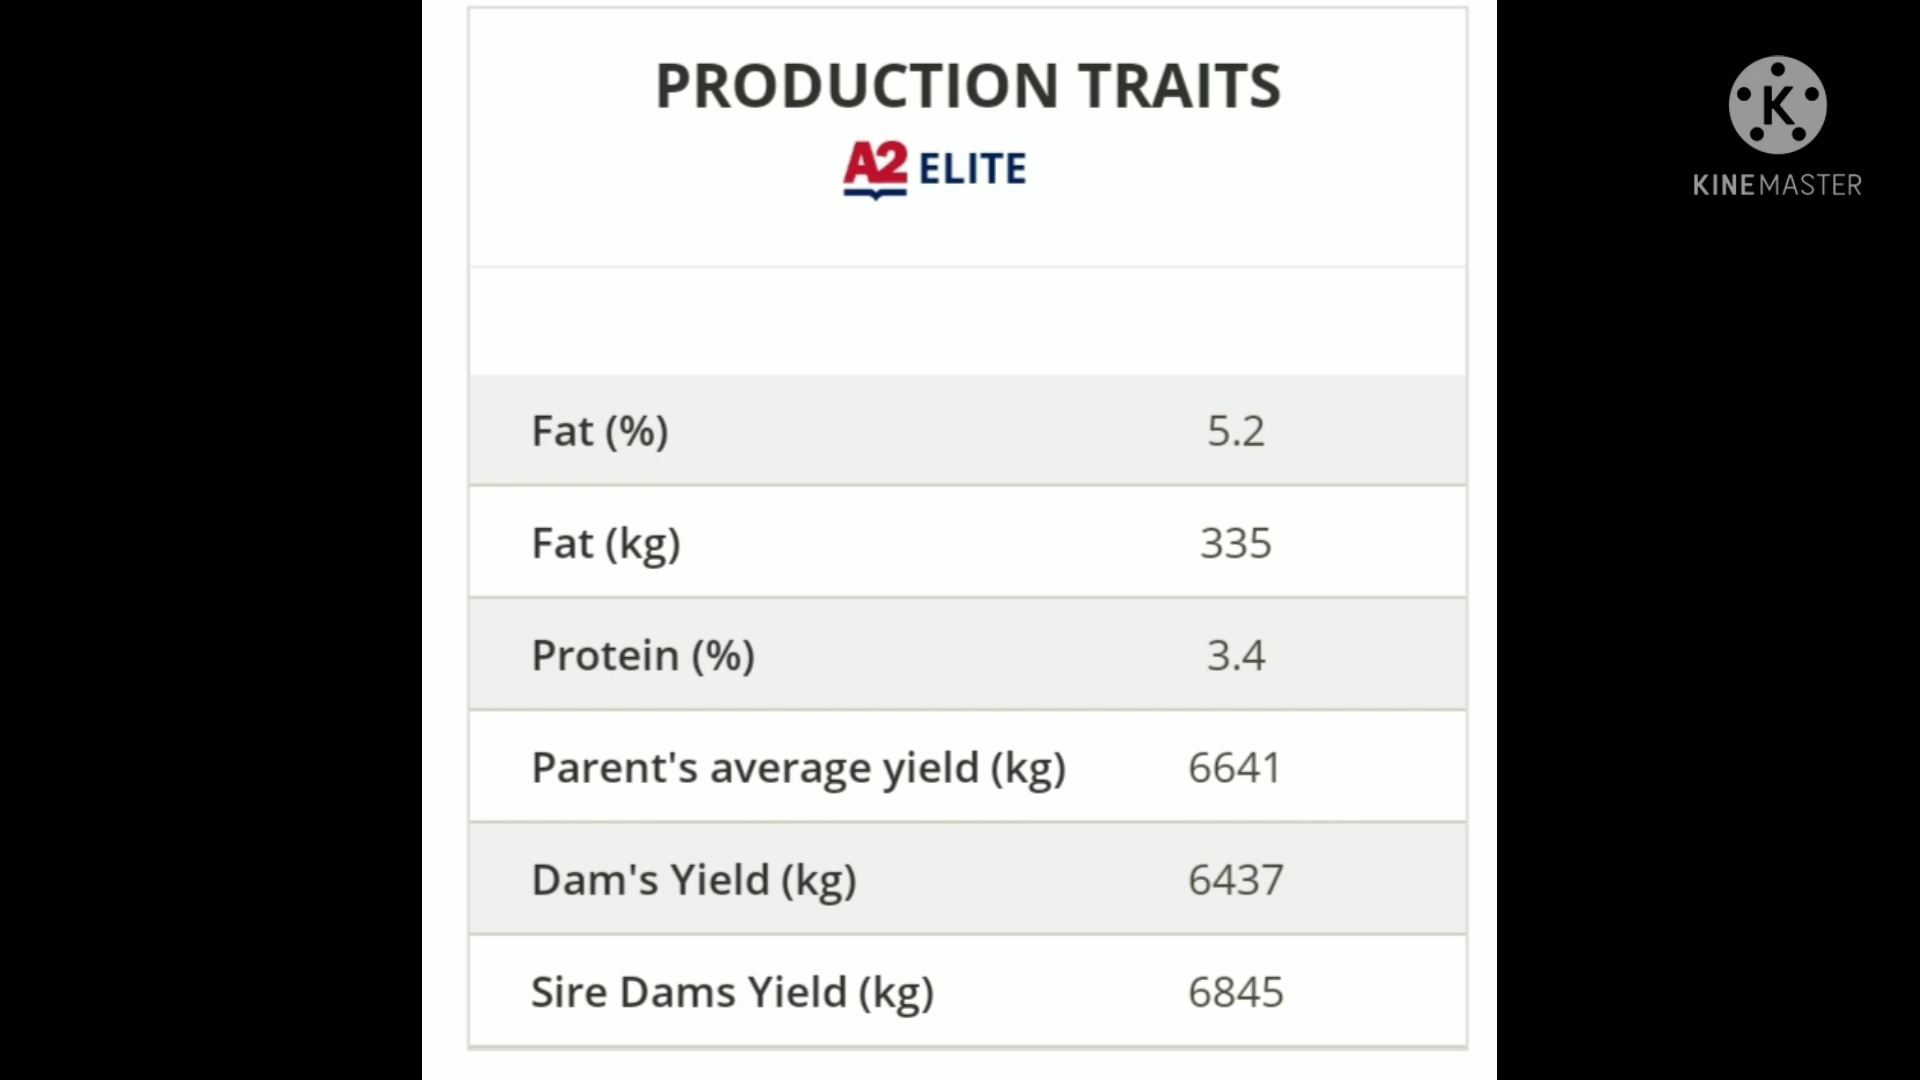 PRODUCTION TRAITS
A2 ELITE
Fat (%) 5.2
Fat (kg) 335
Protein (%) 3.4
Parent's average yield (kg) 6641
Dam's Yield (kg) 6437
Sire Dams Yield (kg) 6845
K
KINEMASTER